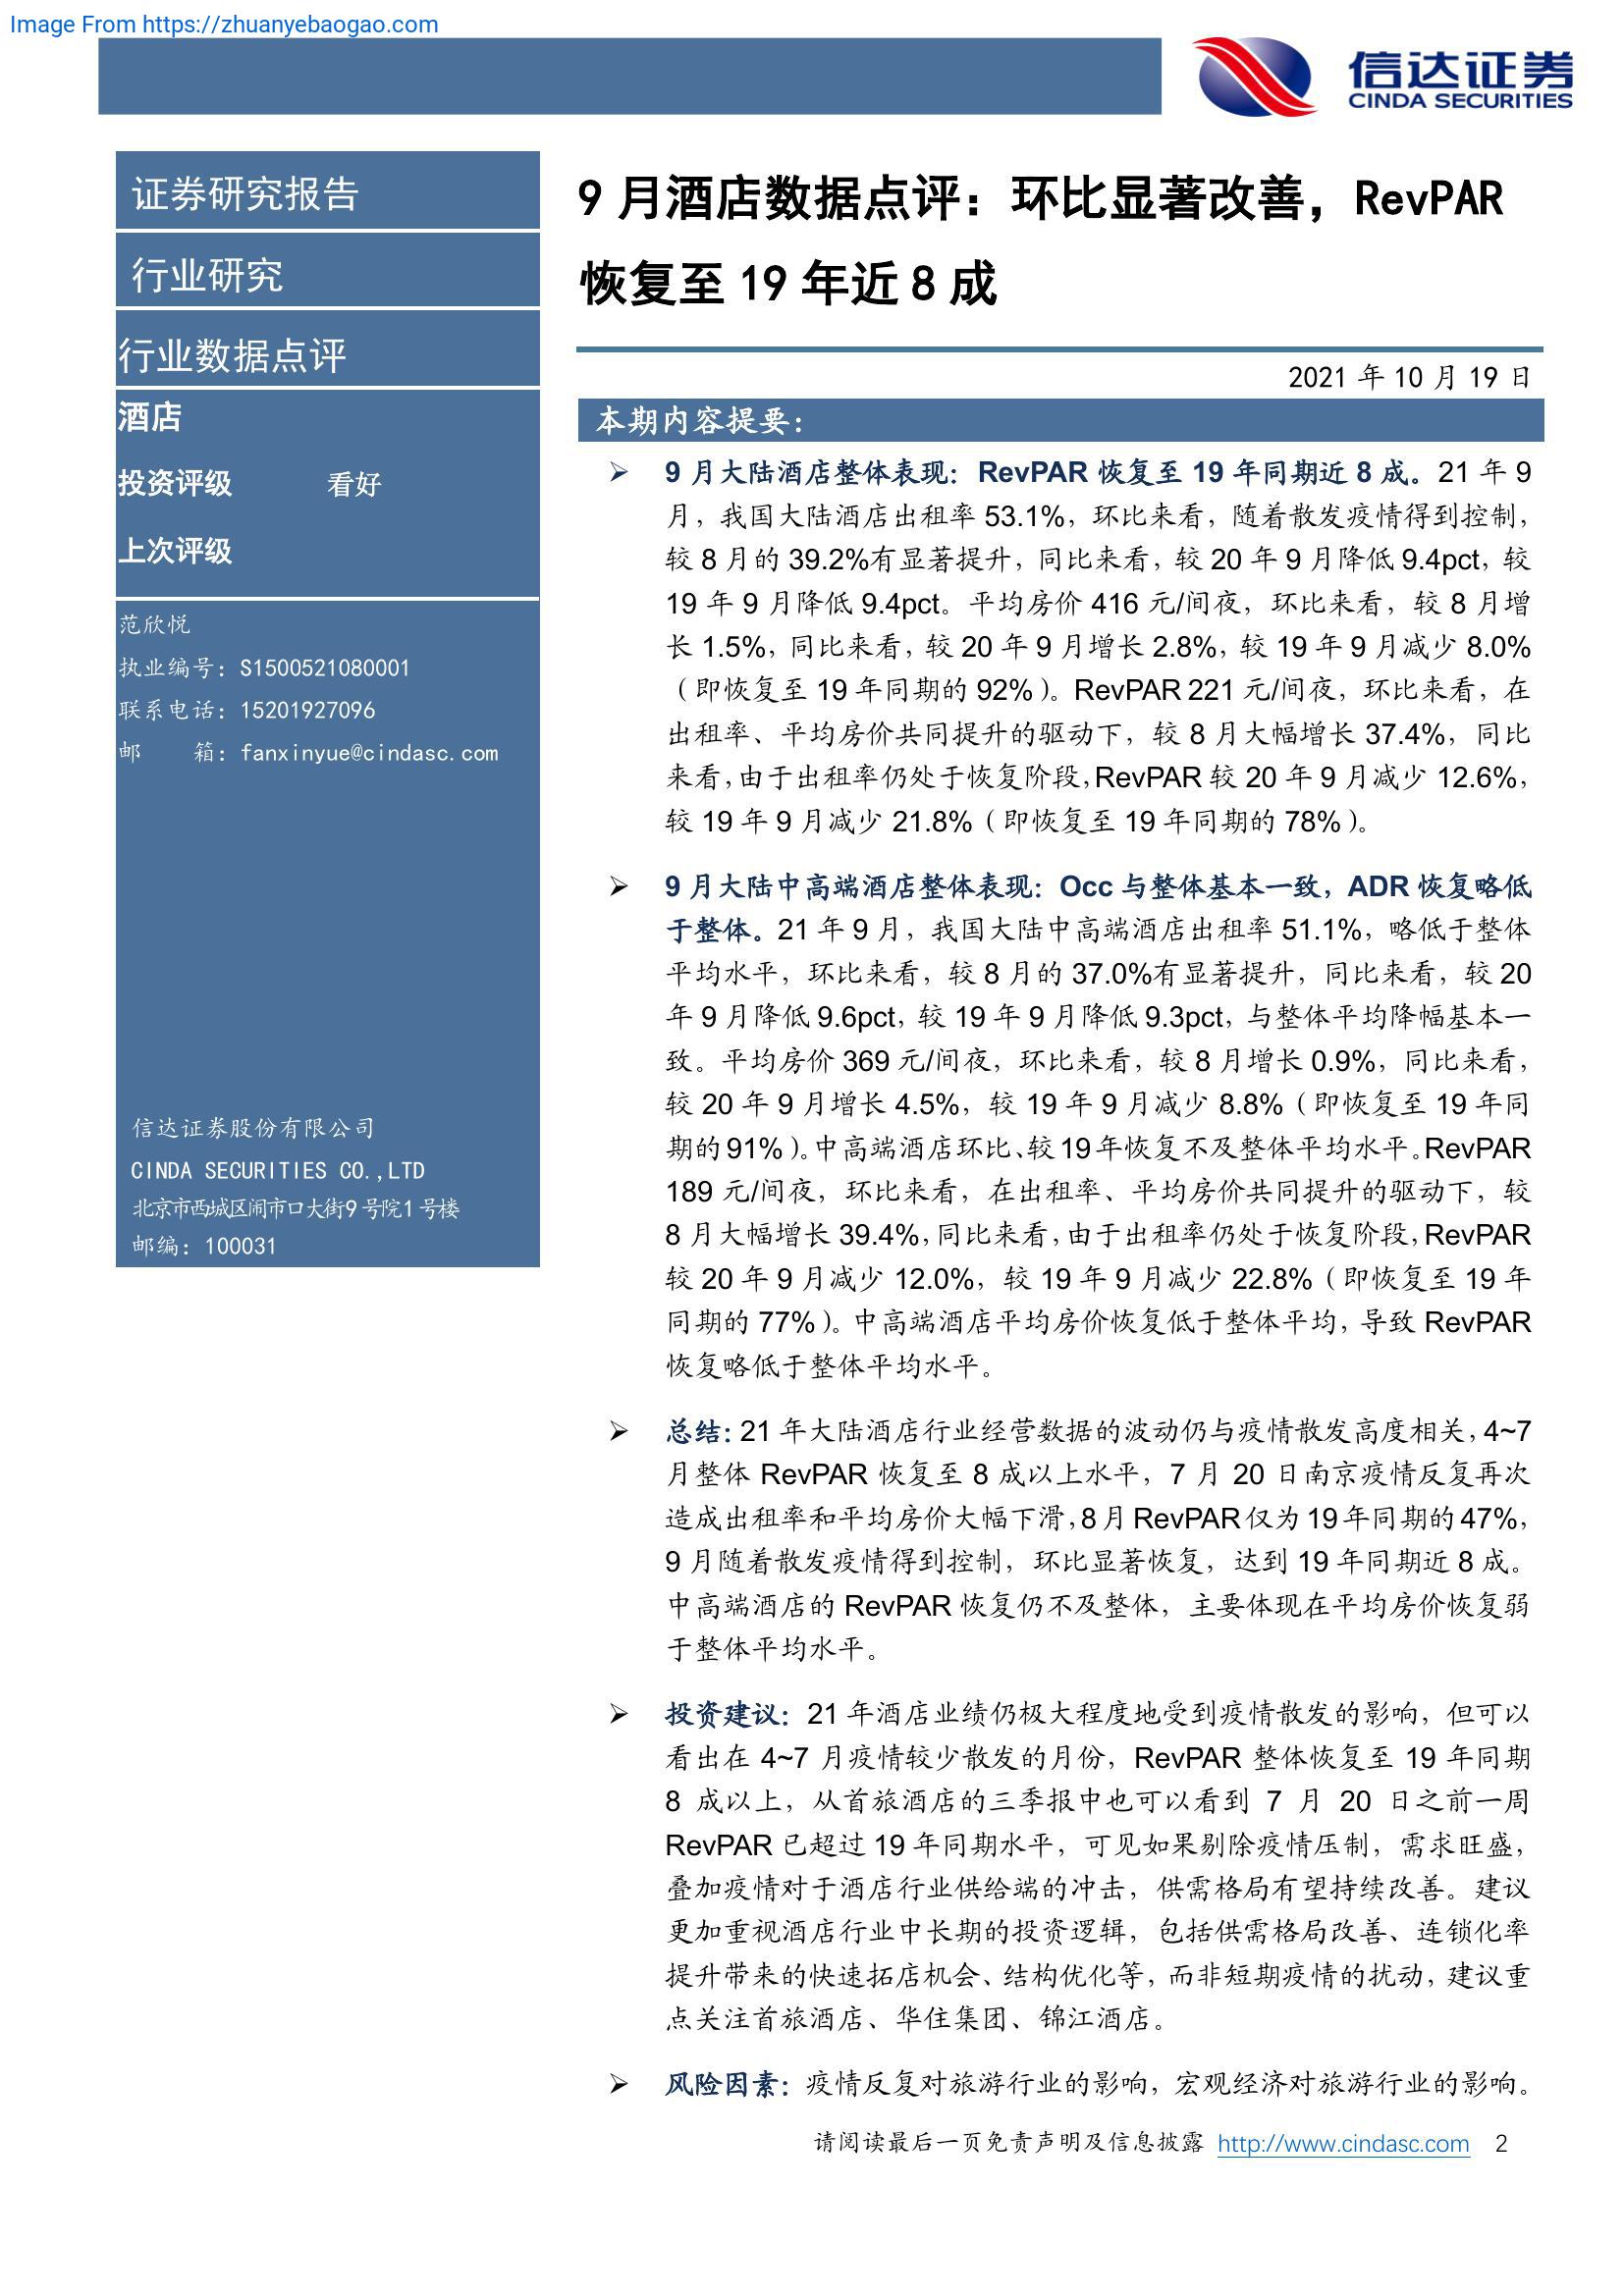 Image From https://zhuanyebaogao.com
信达证券
CINDA SECURITIES
证券研究报告
行业研究
行业数据点评
酒店
投资评级 看好
上次评级
范欣悦
执业编号：S1500521080001
联系电话：15201927096
邮 箱：fanxinyue@cindasc.com
信达证券股份有限公司
CINDA SECURITIES CO.,LTD
北京市西城区闹市口大街9号院1号楼
邮编：100031
9 月酒店数据点评：环比显著改善，RevPAR
恢复至 19 年近 8 成
2021 年 10 月 19 日
本期内容提要：
➢ 9 月大陆酒店整体表现：RevPAR 恢复至 19 年同期近 8 成。21 年 9
月，我国大陆酒店出租率 53.1%，环比来看，随着散发疫情得到控制，
较 8 月的 39.2%有显著提升，同比来看，较 20 年 9 月降低 9.4pct，较
19 年 9 月降低 9.4pct。平均房价 416 元/间夜，环比来看，较 8 月增
长 1.5%，同比来看，较 20 年 9 月增长 2.8%，较 19 年 9 月减少 8.0%
（即恢复至 19 年同期的 92%）。RevPAR 221 元/间夜，环比来看，在
出租率、平均房价共同提升的驱动下，较 8 月大幅增长 37.4%，同比
来看，由于出租率仍处于恢复阶段，RevPAR 较 20 年 9 月减少 12.6%，
较 19 年 9 月减少 21.8%（即恢复至 19 年同期的 78%）。
➢ 9 月大陆中高端酒店整体表现：Occ 与整体基本一致，ADR 恢复略低
于整体。21 年 9 月，我国大陆中高端酒店出租率 51.1%，略低于整体
平均水平，环比来看，较 8 月的 37.0%有显著提升，同比来看，较 20
年 9 月降低 9.6pct，较 19 年 9 月降低 9.3pct，与整体平均降幅基本一
致。平均房价 369 元/间夜，环比来看，较 8 月增长 0.9%，同比来看，
较 20 年 9 月增长 4.5%，较 19 年 9 月减少 8.8%（即恢复至 19 年同
期的 91%）。中高端酒店环比、较 19 年恢复不及整体平均水平。RevPAR
189 元/间夜，环比来看，在出租率、平均房价共同提升的驱动下，较
8 月大幅增长 39.4%，同比来看，由于出租率仍处于恢复阶段，RevPAR
较 20 年 9 月减少 12.0%，较 19 年 9 月减少 22.8%（即恢复至 19 年
同期的 77%）。中高端酒店平均房价恢复低于整体平均，导致 RevPAR
恢复略低于整体平均水平。
➢ 总结：21 年大陆酒店行业经营数据的波动仍与疫情散发高度相关，4~7
月整体 RevPAR 恢复至 8 成以上水平，7 月 20 日南京疫情反复再次
造成出租率和平均房价大幅下滑，8 月 RevPAR 仅为 19 年同期的 47%，
9 月随着散发疫情得到控制，环比显著恢复，达到 19 年同期近 8 成。
中高端酒店的 RevPAR 恢复仍不及整体，主要体现在平均房价恢复弱
于整体平均水平。
➢ 投资建议：21 年酒店业绩仍极大程度地受到疫情散发的影响，但可以
看出在 4~7 月疫情较少散发的月份，RevPAR 整体恢复至 19 年同期
8 成以上，从首旅酒店的三季报中也可以看到 7 月 20 日之前一周
RevPAR 已超过 19 年同期水平，可见如果剔除疫情压制，需求旺盛，
叠加疫情对于酒店行业供给端的冲击，供需格局有望持续改善。建议
更加重视酒店行业中长期的投资逻辑，包括供需格局改善、连锁化率
提升带来的快速拓店机会、结构优化等，而非短期疫情的扰动，建议重
点关注首旅酒店、华住集团、锦江酒店。
➢ 风险因素：疫情反复对旅游行业的影响，宏观经济对旅游行业的影响。
请阅读最后一页免责声明及信息披露 http://www.cindasc.com 2